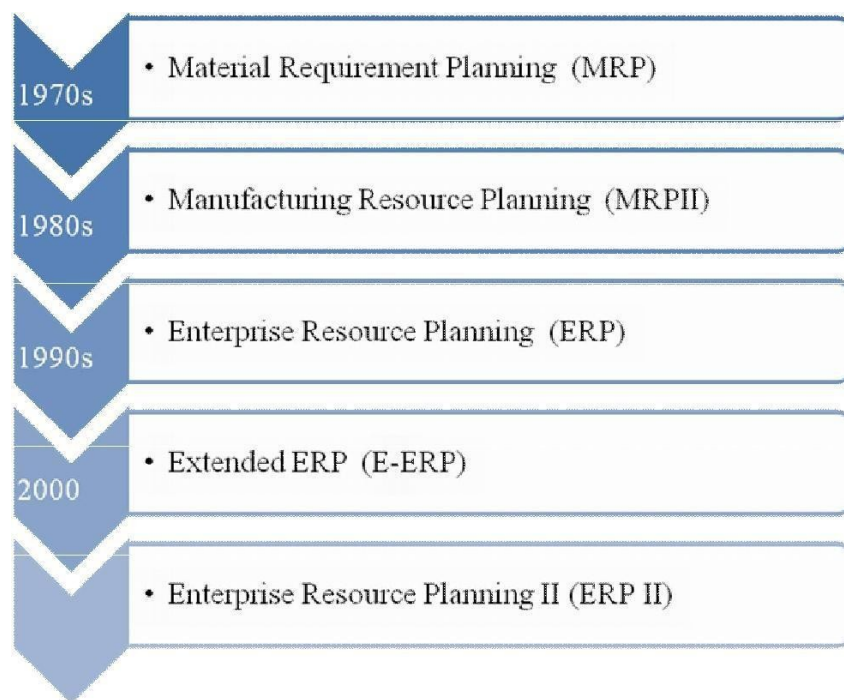 1970s
• Material Requirement Planning (MRP)
1980s
• Manufacturing Resource Planning (MRPII)
1990s
• Enterprise Resource Planning (ERP)
2000
• Extended ERP (E-ERP)
• Enterprise Resource Planning II (ERP II)